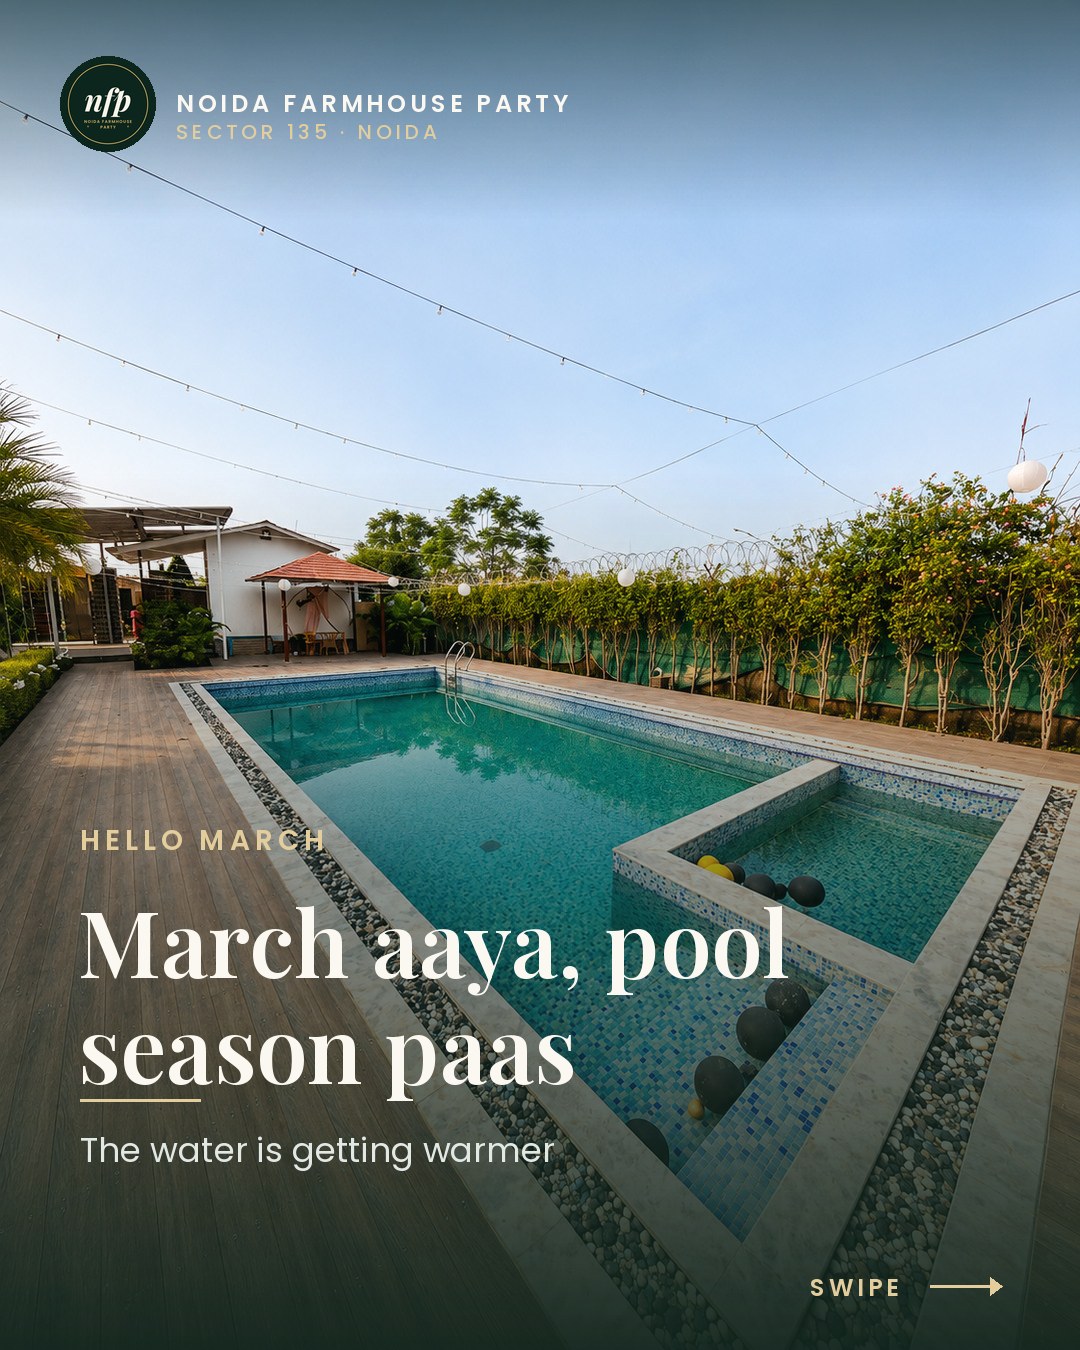 nfp
NOIDA FARMHOUSE
PARTY
NOIDA FARMHOUSE PARTY
SECTOR 135 · NOIDA
HELLO MARCH
March aaya, pool
season paas
The water is getting warmer
SWIPE